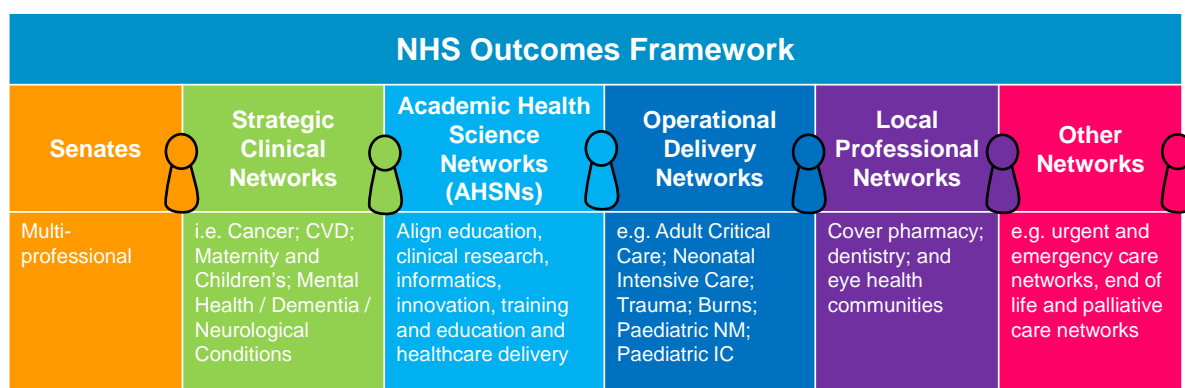 NHS Outcomes Framework
Senates
Strategic
Clinical
Networks
Academic Health
Science
Networks
(AHSNs)
Operational
Delivery
Networks
Local
Professional
Networks
Other
Networks
Multi-
professional
i.e. Cancer; CVD;
Maternity and
Children's; Mental
Health / Dementia /
Neurological
Conditions
Align education,
clinical research,
informatics,
innovation, training
and education and
healthcare delivery
e.g. Adult Critical
Care; Neonatal
Intensive Care;
Trauma; Burns;
Paediatric NM;
Paediatric IC
Cover pharmacy;
dentistry; and
eye health
communities
e.g. urgent and
emergency care
networks, end of
life and palliative
care networks